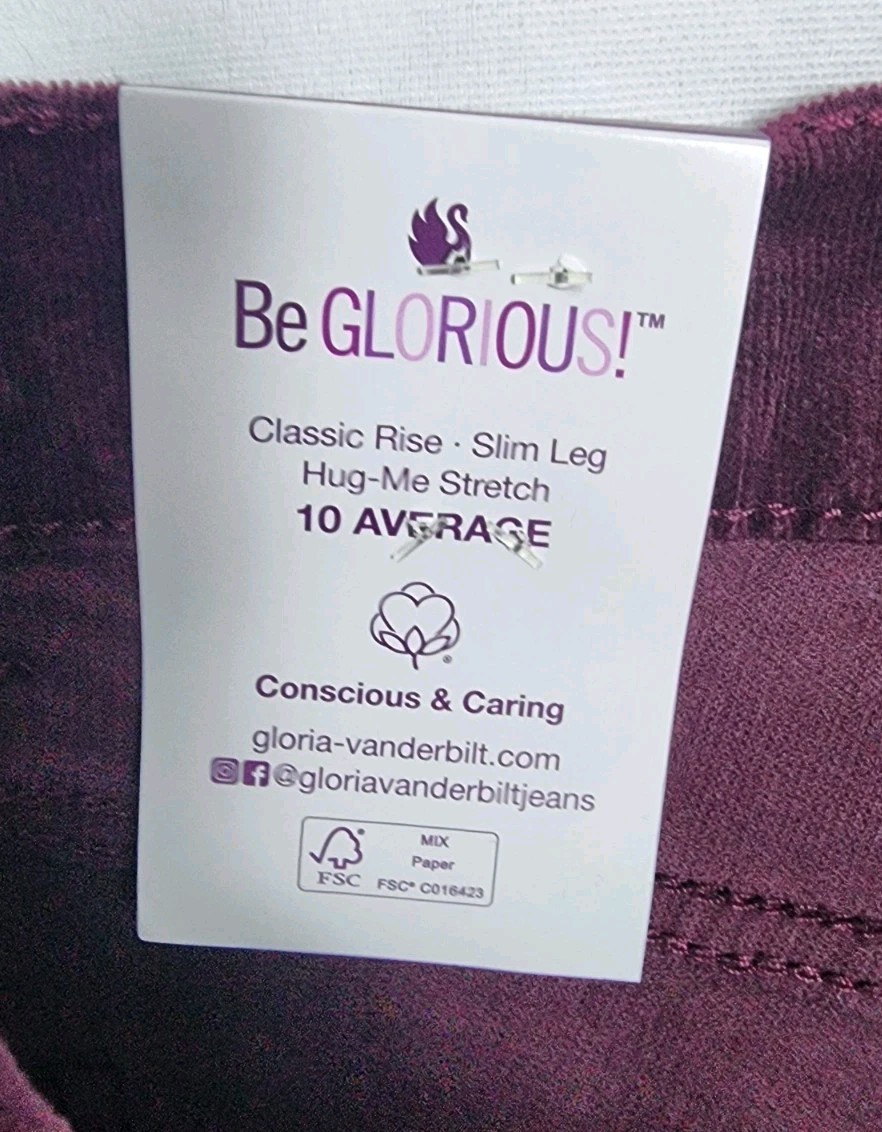 Be GLORIOUS!™
Classic Rise · Slim Leg
Hug-Me Stretch
10 AVERAGE
®
Conscious & Caring
gloria-vanderbilt.com
@gloriavanderbiltjeans
MIX
Paper
FSC FSC® C016423